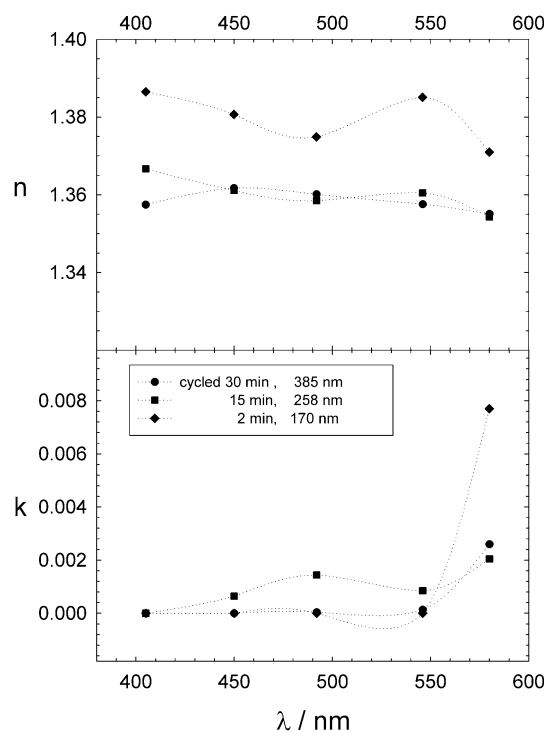 400 450 500 550 600
1.40
1.38
n
1.36
1.34
cycled 30 min , 385 nm
15 min, 258 nm
2 min, 170 nm
0.008
0.006
k
0.004
0.002
0.000
400 450 500 550 600
λ / nm